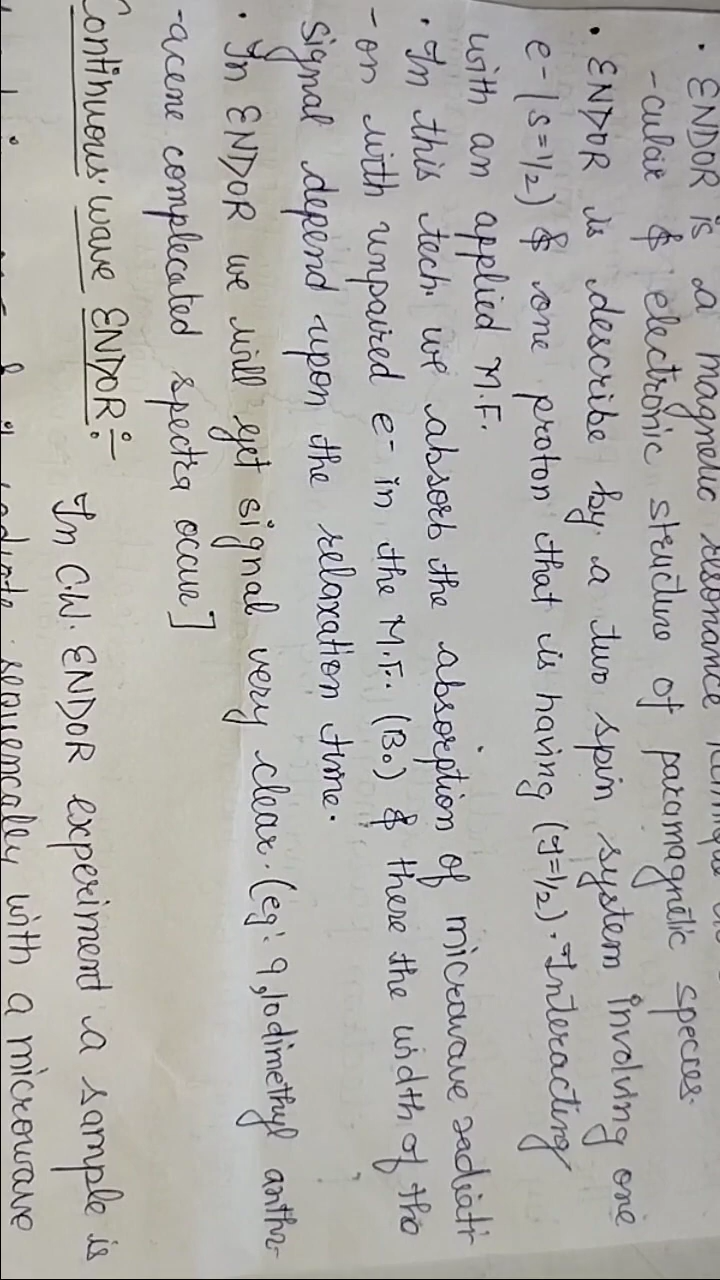 • ENDOR is a magnetic resonance
-cular & electronic structure of paramagnetic species.
• ENDOR is describe by a two spin system involving one
e- (s=1/2) & one proton that is having (I=1/2). Interacting
with an applied M.F.
• In this tech. we absorb the absorption of microwave radiati
-on with unpaired e- in the M.F. (B₀) & there the width of the
signal depend upon the relaxation time.
• In ENDOR we will get signal very clear. (eg: 9,10dimethyl anthr-
-acene complecated spectra occur]
Continuous wave ENDOR:-
In C.W. ENDOR experiment a sample is
sequencally with a microwave